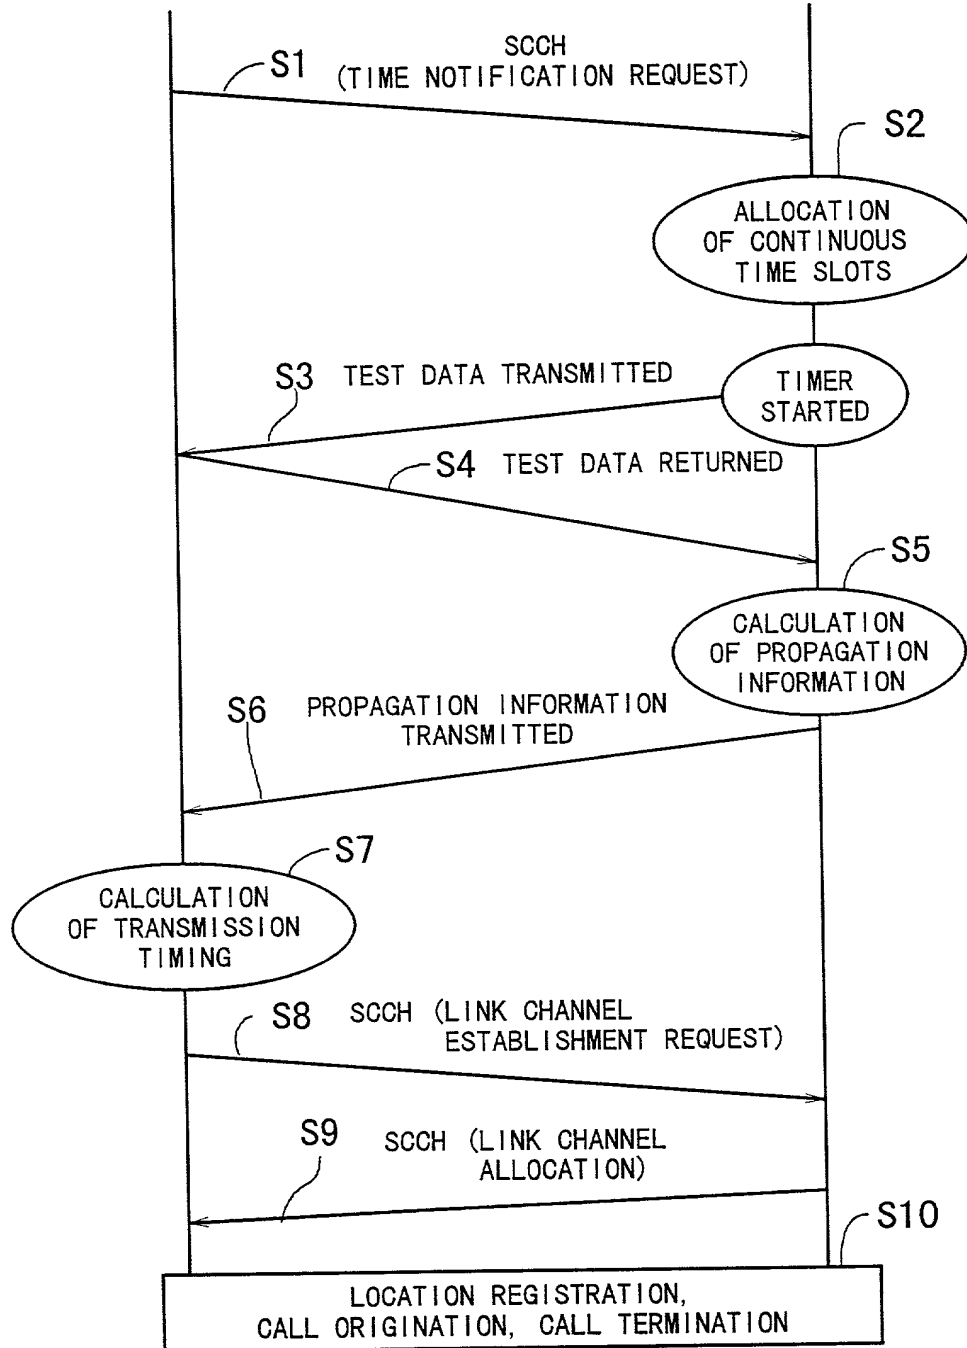 SCCH
S1
(TIME NOTIFICATION REQUEST)
S2
ALLOCATION
OF CONTINUOUS
TIME SLOTS
S3 TEST DATA TRANSMITTED
TIMER
STARTED
S4 TEST DATA RETURNED
S5
CALCULATION
OF PROPAGATION
INFORMATION
S6 PROPAGATION INFORMATION
TRANSMITTED
S7
CALCULATION
OF TRANSMISSION
TIMING
S8 SCCH (LINK CHANNEL
ESTABLISHMENT REQUEST)
S9 SCCH (LINK CHANNEL
ALLOCATION)
S10
LOCATION REGISTRATION,
CALL ORIGINATION, CALL TERMINATION